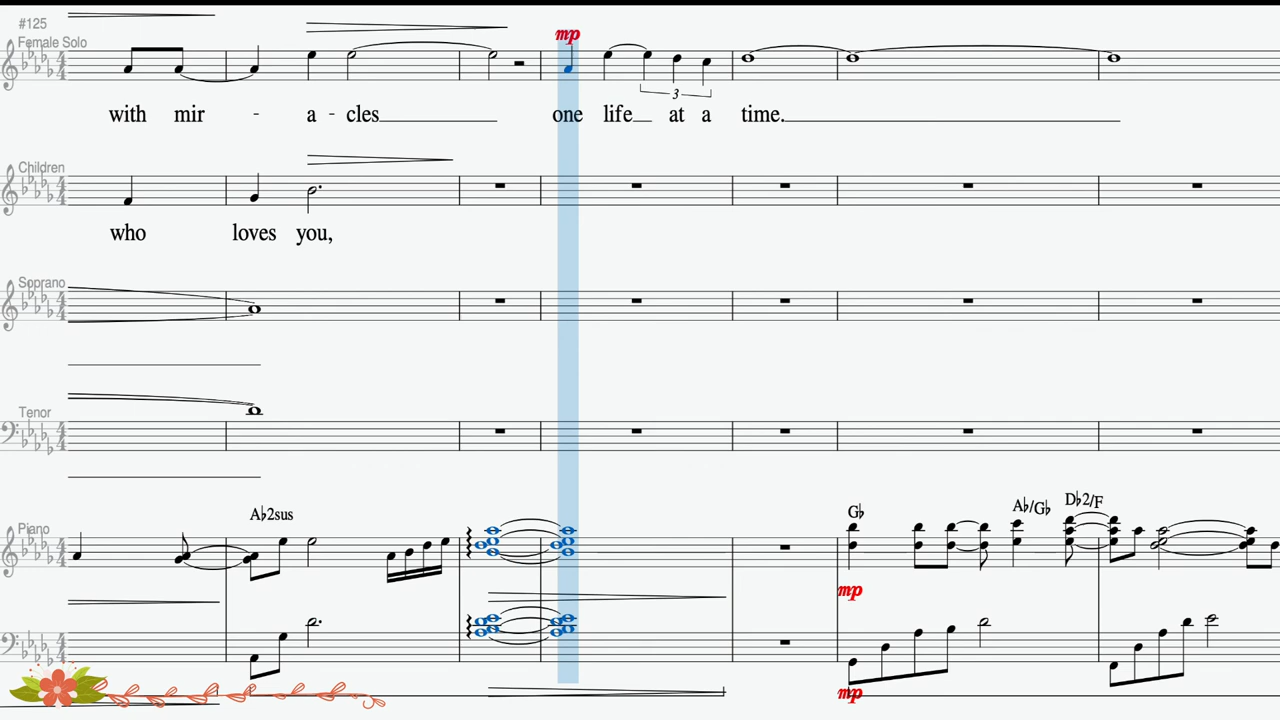 #125
Female Solo
mp
3
with mir - a - cles one life at a time.
Children
who loves you,
Soprano
Tenor
Piano
A♭2sus
G♭ A♭/G♭ D♭2/F
mp
mp